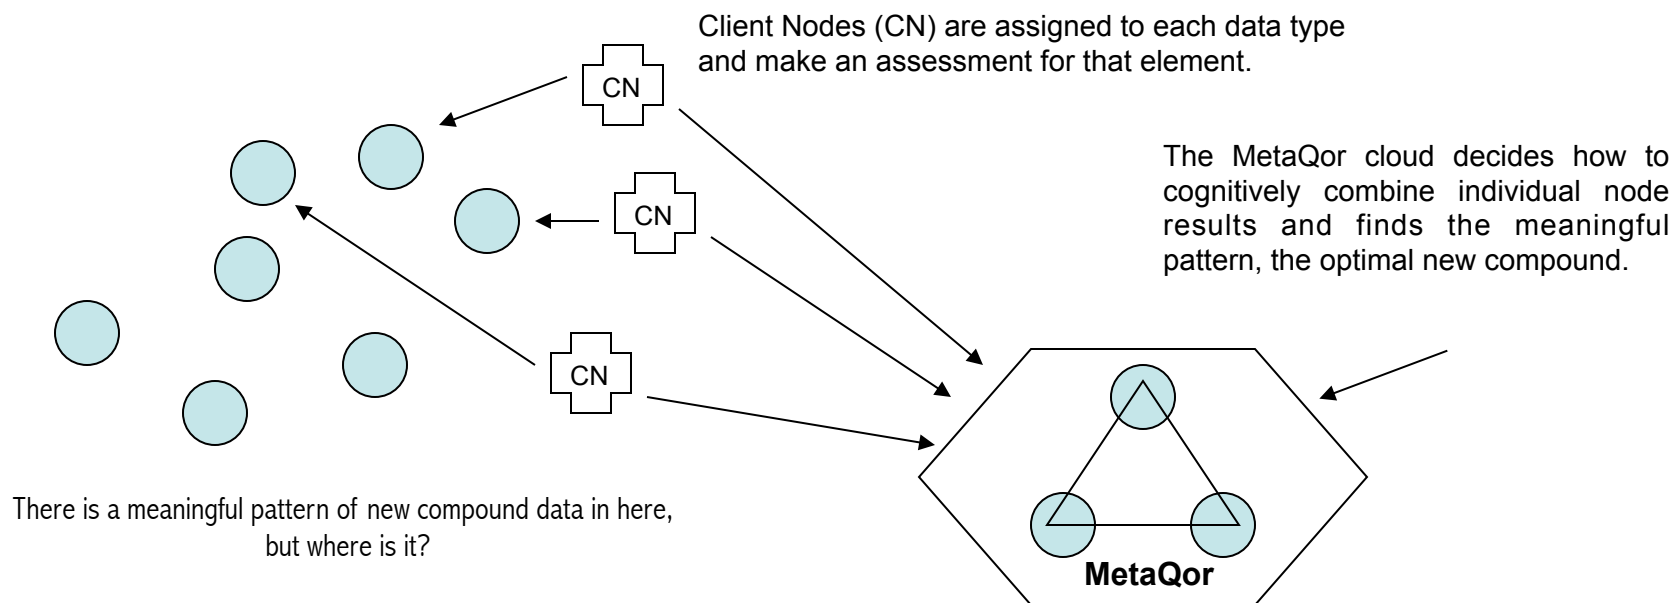 Client Nodes (CN) are assigned to each data type
and make an assessment for that element.
CN
CN
The MetaQor cloud decides how to
cognitively combine individual node
results and finds the meaningful
pattern, the optimal new compound.
CN
There is a meaningful pattern of new compound data in here,
but where is it?
MetaQor